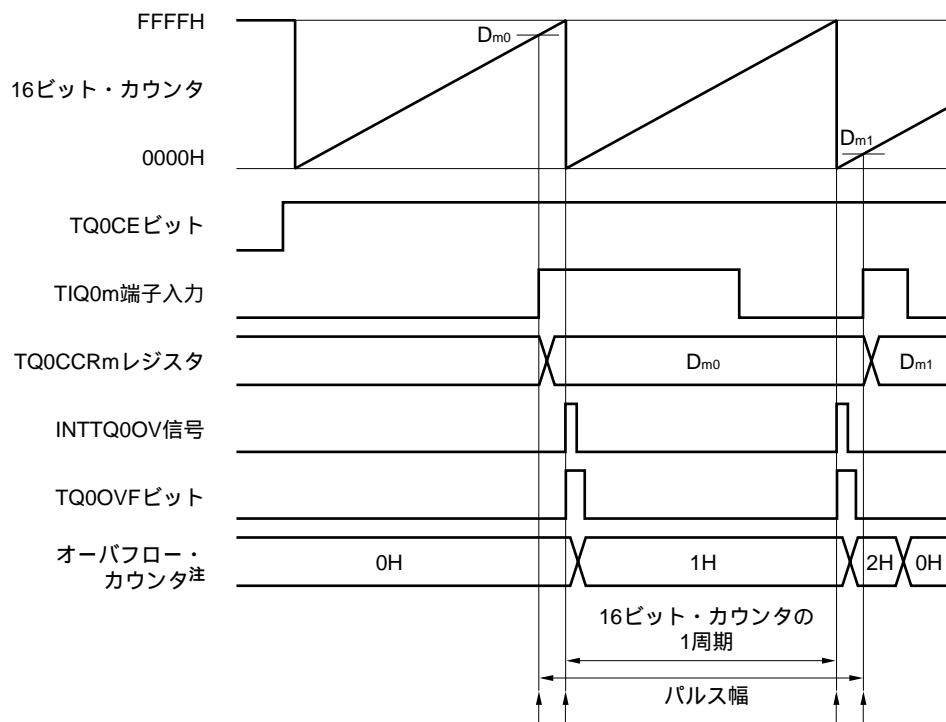 FFFFH
Dm0
16ビット・カウンタ
Dm1
0000H
TQ0CEビット
TIQ0m端子入力
TQ0CCRmレジスタ
Dm0
Dm1
INTTQ0OV信号
TQ0OVFビット
オーバフロー・
カウンタ注
0H
1H
2H
0H
16ビット・カウンタの
1周期
パルス幅